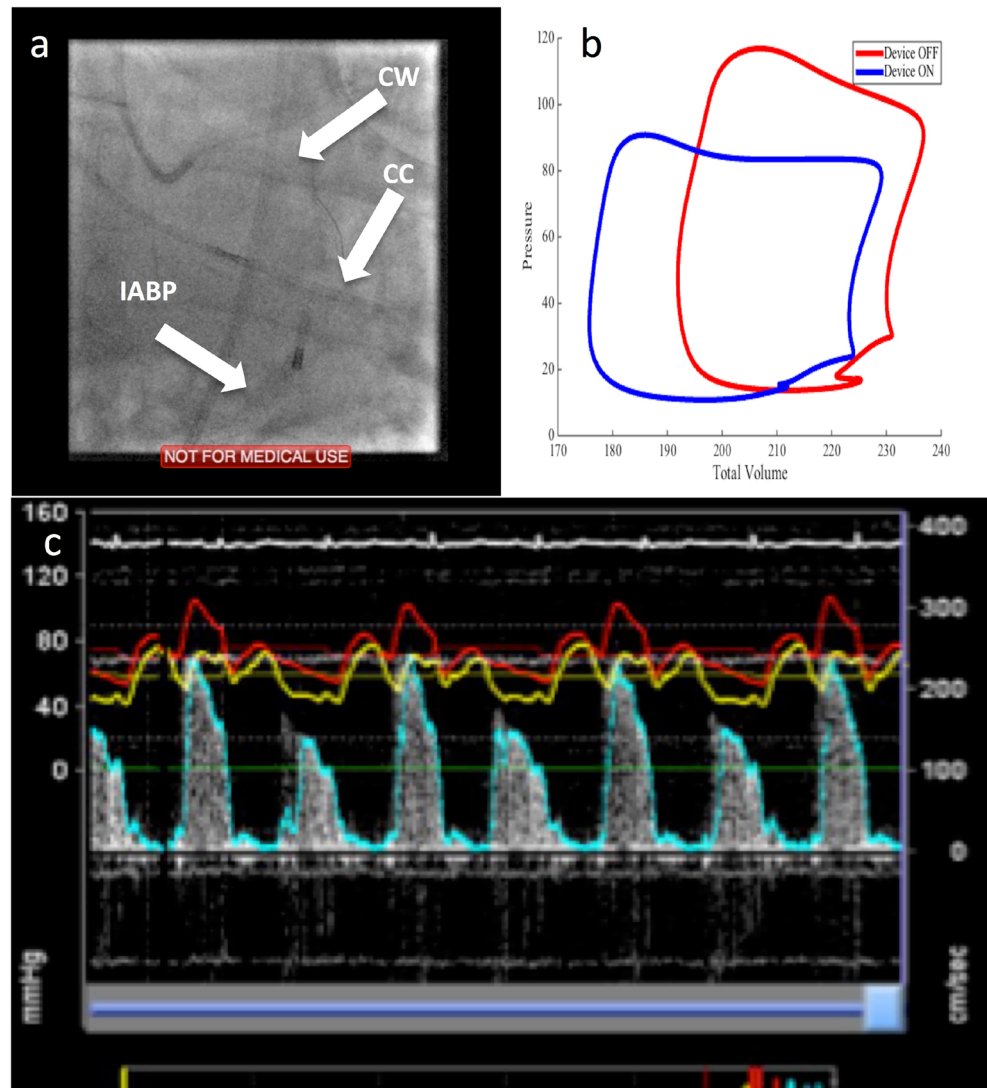 a
CW
CC
IABP
NOT FOR MEDICAL USE
b
Device OFF
Device ON
120
100
80
60
40
20
0
Pressure
170
180
190
200
210
220
230
240
Total Volume
c
160
120
80
40
0
mmHg
400
300
200
100
0
cm/sec